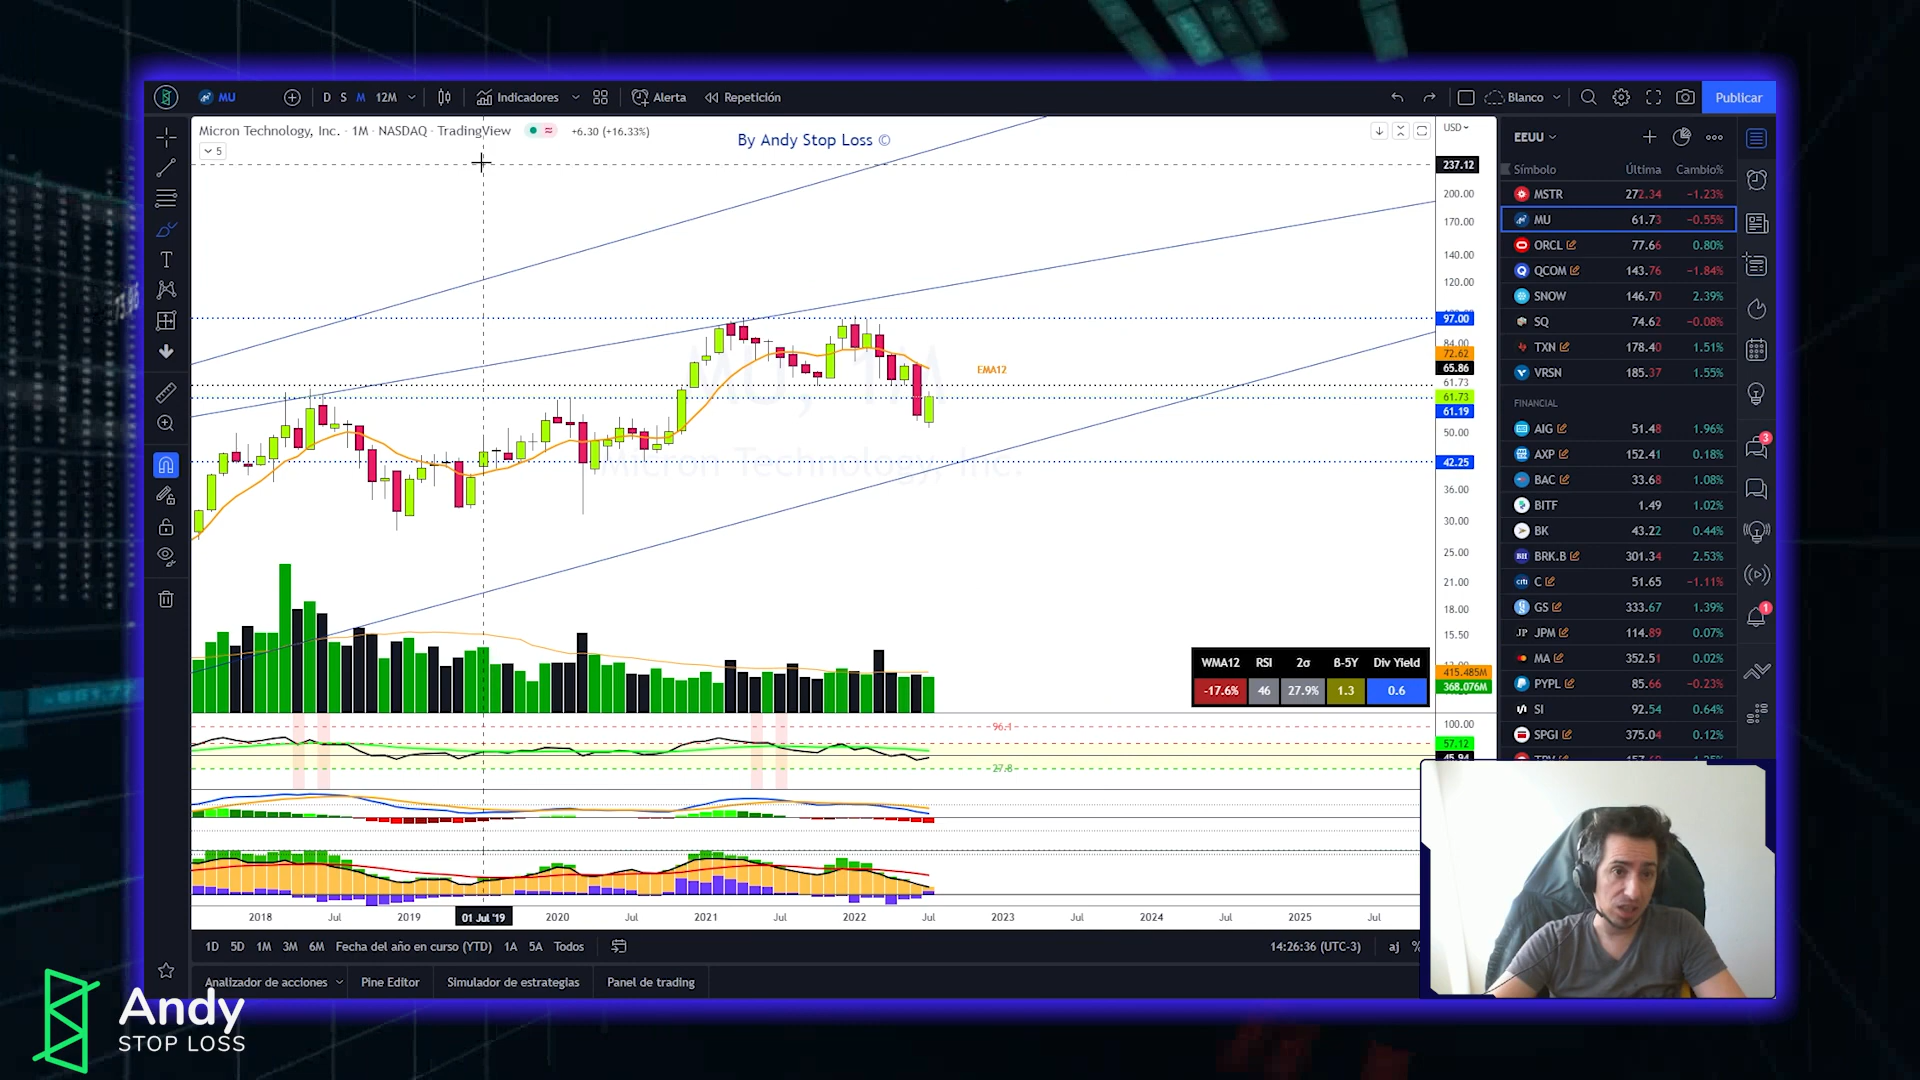 MU
D S M 12M
Indicadores
Alerta
Repetición
Blanco
Publicar
Micron Technology, Inc. · 1M · NASDAQ · TradingView
+6.30 (+16.33%)
5
By Andy Stop Loss ©
USD
237.12
200.00
170.00
140.00
120.00
97.00
84.00
72.62
65.86
61.73
61.73
61.19
50.00
42.25
36.00
30.00
25.00
21.00
18.00
15.50
415.485M
368.076M
100.00
57.12
45.94
EMA12
MU, 1M
Micron Technology, Inc.
WMA12 RSI 2σ ß-5Y Div Yield
-17.6% 46 27.9% 1.3 0.6
96.1
27.8
2018 Jul 2019 01 Jul '19 2020 Jul 2021 Jul 2022 Jul 2023 Jul 2024 Jul 2025 Jul
1D 5D 1M 3M 6M Fecha del año en curso (YTD) 1A 5A Todos
14:26:36 (UTC-3) aj %
Analizador de acciones Pine Editor Simulador de estrategias Panel de trading
EEUU
Símbolo Última Cambio%
MSTR 272.34 −1.23%
MU 61.73 −0.55%
ORCL 77.66 0.80%
QCOM 143.76 −1.84%
SNOW 146.70 2.39%
SQ 74.62 −0.08%
TXN 178.40 1.51%
VRSN 185.37 1.55%
FINANCIAL
AIG 51.48 1.96%
AXP 152.41 0.18%
BAC 33.68 1.08%
BITF 1.49 1.02%
BK 43.22 0.44%
BRK.B 301.34 2.53%
citi C 51.65 −1.11%
GS 333.67 1.39%
JP JPM 114.89 0.07%
MA 352.51 0.02%
PYPL 85.66 −0.23%
SI 92.54 0.64%
SPGI 375.04 0.12%
3
1
Andy
STOP LOSS